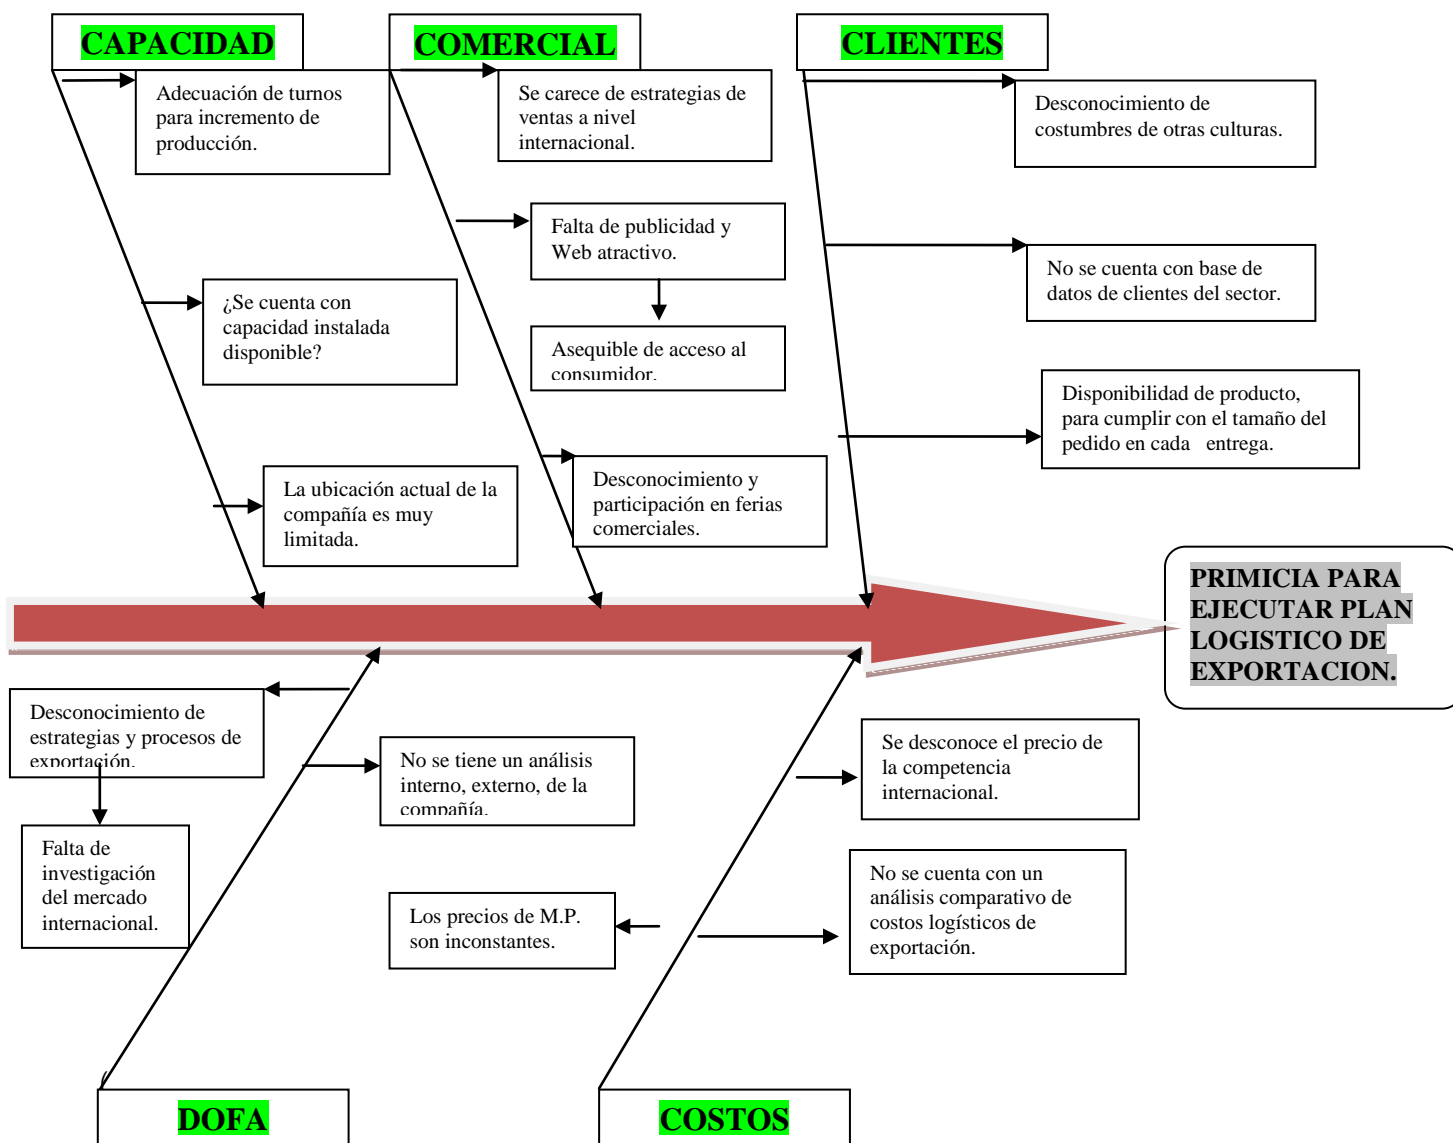 CAPACIDAD
Adecuación de turnos
para incremento de
producción.
¿Se cuenta con
capacidad instalada
disponible?
La ubicación actual de la
compañía es muy
limitada.
COMERCIAL
Se carece de estrategias de
ventas a nivel
internacional.
Falta de publicidad y
Web atractivo.
Asequible de acceso al
consumidor.
Desconocimiento y
participación en ferias
comerciales.
CLIENTES
Desconocimiento de
costumbres de otras culturas.
No se cuenta con base de
datos de clientes del sector.
Disponibilidad de producto,
para cumplir con el tamaño del
pedido en cada entrega.
PRIMICIA PARA
EJECUTAR PLAN
LOGISTICO DE
EXPORTACION.
Desconocimiento de
estrategias y procesos de
exportación.
Falta de
investigación
del mercado
internacional.
No se tiene un análisis
interno, externo, de la
compañía.
DOFA
Se desconoce el precio de
la competencia
internacional.
Los precios de M.P.
son inconstantes.
No se cuenta con un
análisis comparativo de
costos logísticos de
exportación.
COSTOS